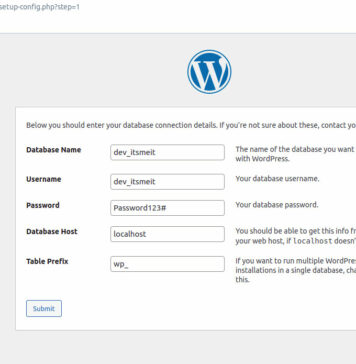 setup-config.php?step=1
Below you should enter your database connection details. If you're not sure about these, contact yo
Database Name
dev_itsmeit
The name of the database you want
with WordPress.
Username
dev_itsmeit
Your database username.
Password
Password123#
Your database password.
Database Host
localhost
You should be able to get this info fr
your web host, if localhost doesn'
Table Prefix
wp_
If you want to run multiple WordPres
installations in a single database, cha
this.
Submit